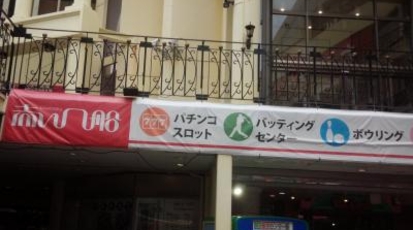 777
パチンコ
スロット
バッティング
センター
ボウリング